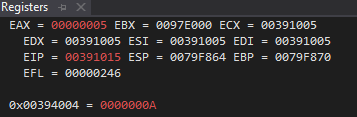 Registers
EAX = 00000005 EBX = 0097E000 ECX = 00391005
EDX = 00391005 ESI = 00391005 EDI = 00391005
EIP = 00391015 ESP = 0079F864 EBP = 0079F870
EFL = 00000246
0x00394004 = 0000000A